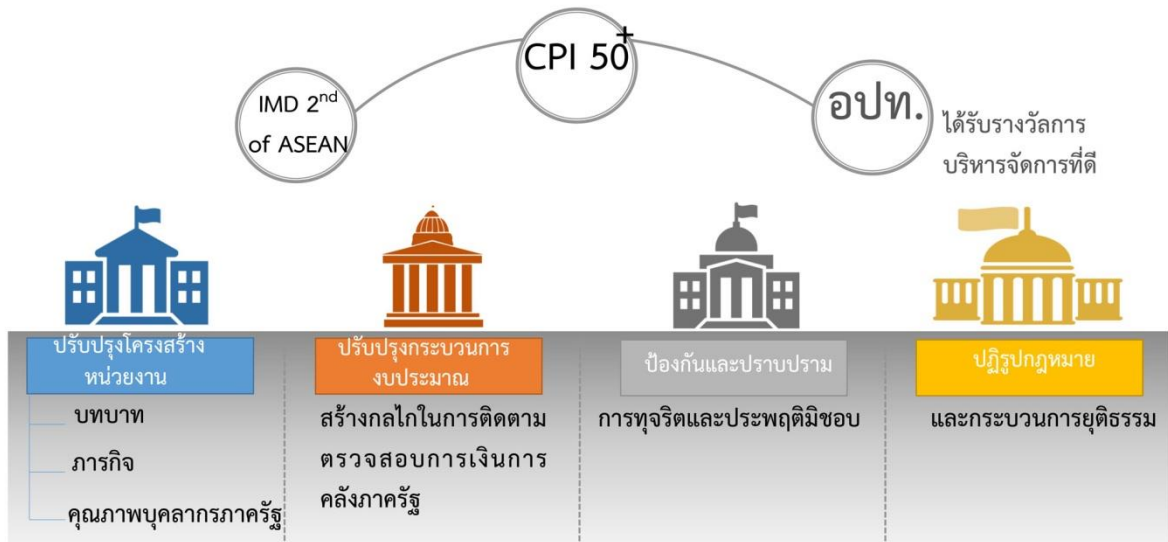 CPI 50+
IMD 2nd
of ASEAN
อปท.
ได้รับรางวัลการ
บริหารจัดการที่ดี
ปรับปรุงโครงสร้าง
หน่วยงาน
บทบาท
ภารกิจ
คุณภาพบุคลากรภาครัฐ
ปรับปรุงกระบวนการ
งบประมาณ
สร้างกลไกในการติดตาม
ตรวจสอบการเงินการ
คลังภาครัฐ
ป้องกันและปราบปราม
การทุจริตและประพฤติมิชอบ
ปฏิรูปกฎหมาย
และกระบวนการยุติธรรม